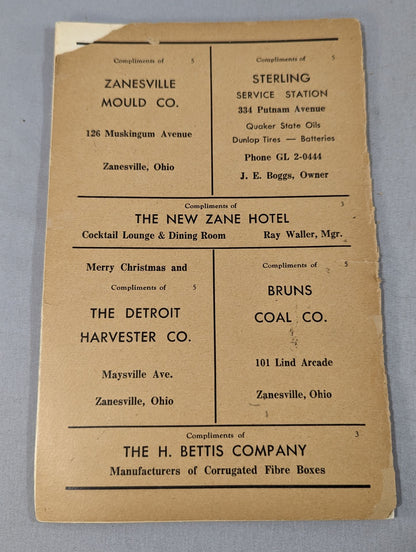 Compliments of 5
ZANESVILLE
MOULD CO.
126 Muskingum Avenue
Zanesville, Ohio
Compliments of 5
STERLING
SERVICE STATION
334 Putnam Avenue
Quaker State Oils
Dunlop Tires — Batteries
Phone GL 2-0444
J. E. Boggs, Owner
Compliments of 3
THE NEW ZANE HOTEL
Cocktail Lounge & Dining Room Ray Waller, Mgr.
Merry Christmas and
Compliments of 5
THE DETROIT
HARVESTER CO.
Maysville Ave.
Zanesville, Ohio
Compliments of 5
BRUNS
COAL CO.
101 Lind Arcade
Zanesville, Ohio
Compliments of 3
THE H. BETTIS COMPANY
Manufacturers of Corrugated Fibre Boxes